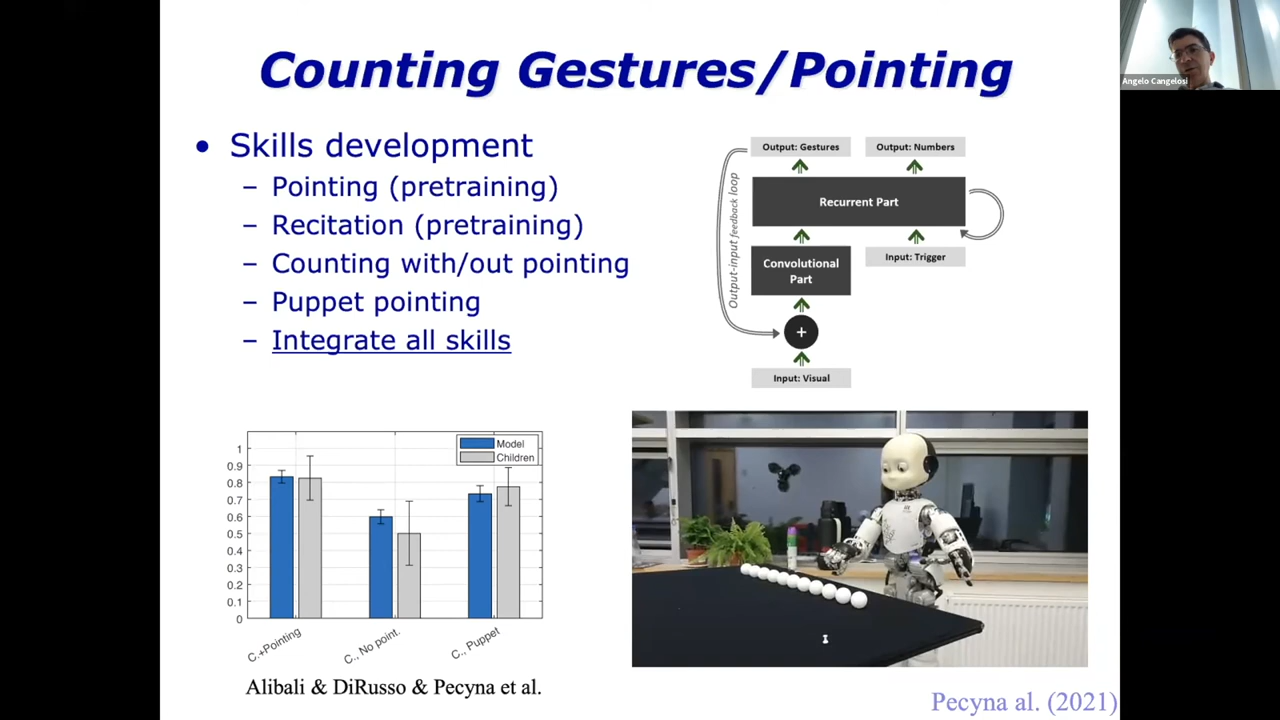 Counting Gestures/Pointing
Angelo Cangelosi
• Skills development
– Pointing (pretraining)
– Recitation (pretraining)
– Counting with/out pointing
– Puppet pointing
– Integrate all skills
Output: Gestures
Output: Numbers
Output-input feedback loop
Recurrent Part
Convolutional
Part
Input: Trigger
+
Input: Visual
Model
Children
1
0.9
0.8
0.7
0.6
0.5
0.4
0.3
0.2
0.1
0
C.+Pointing
C., No point.
C., Puppet
Alibali & DiRusso & Pecyna et al.
Pecyna al. (2021)